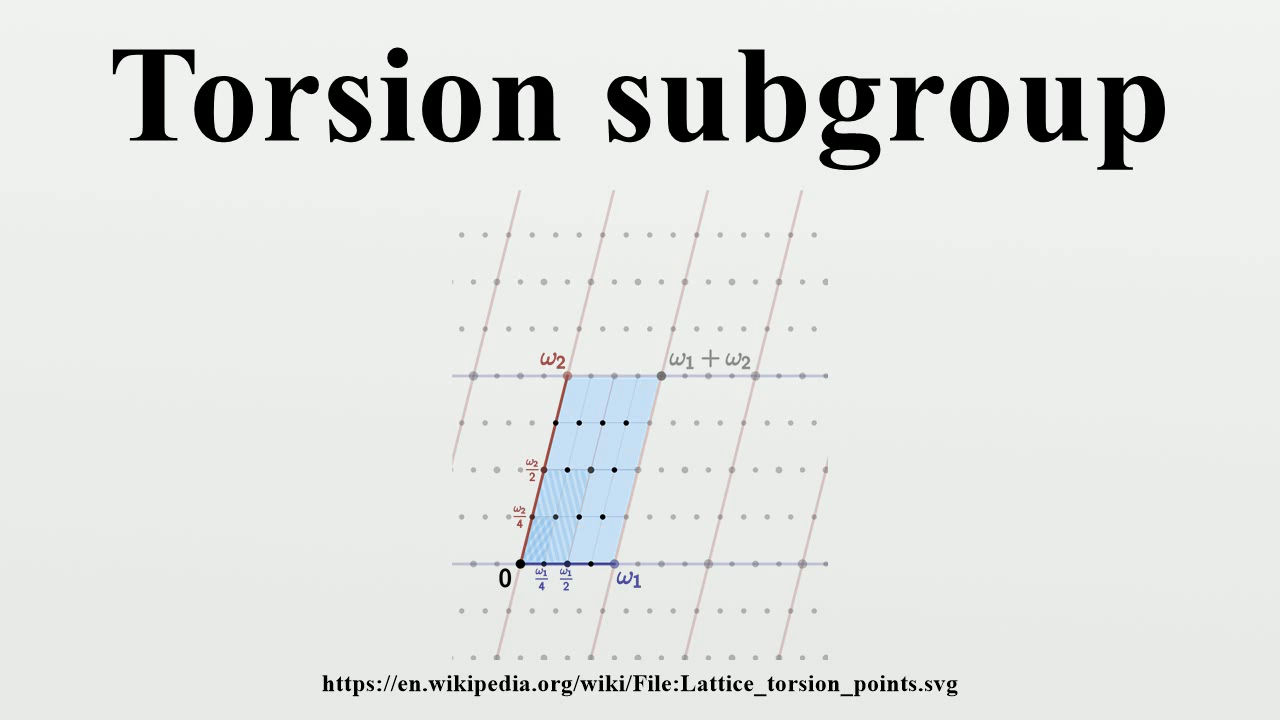 Torsion subgroup
ω₂ ω₁ + ω₂
ω₂/2
ω₂/4
0 ω₁/4 ω₁/2 ω₁
https://en.wikipedia.org/wiki/File:Lattice_torsion_points.svg